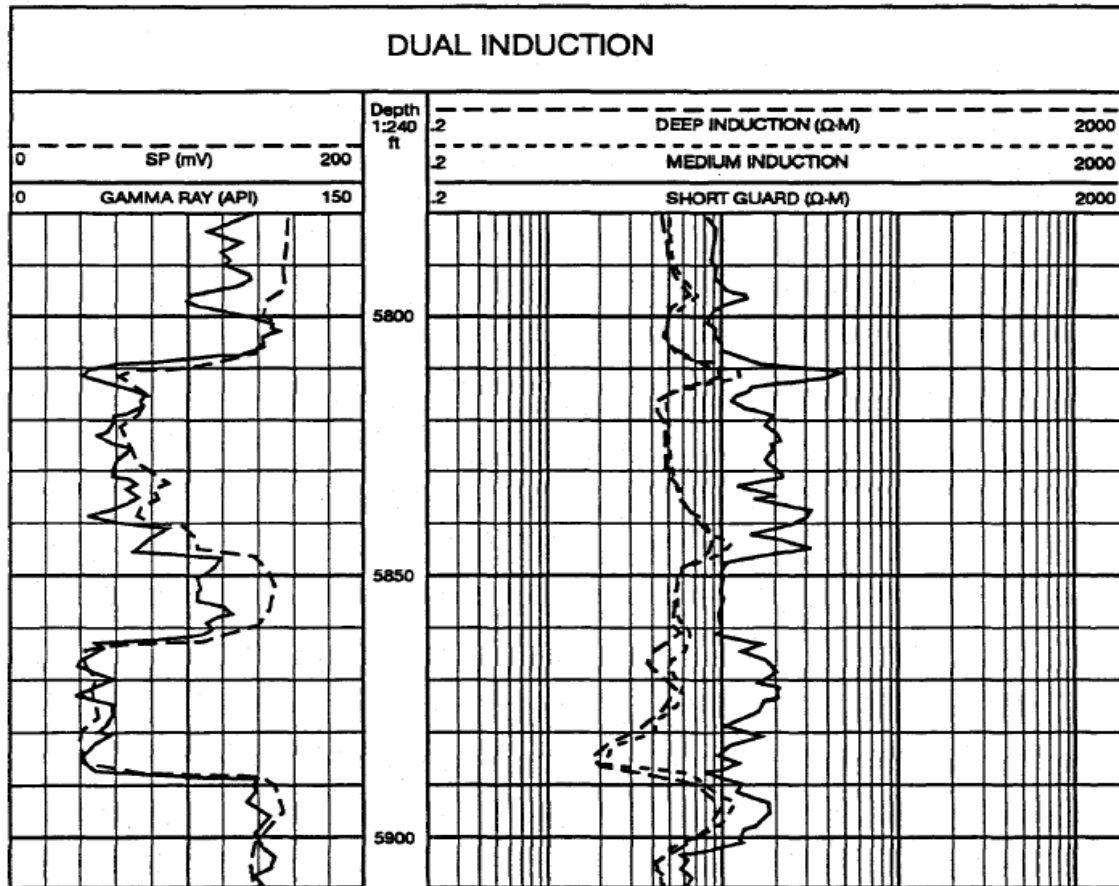 DUAL INDUCTION
Depth
1:240
ft
.2 DEEP INDUCTION (Ω-M) 2000
0 SP (mV) 200
.2 MEDIUM INDUCTION 2000
0 GAMMA RAY (API) 150
.2 SHORT GUARD (Ω-M) 2000
5800
5850
5900